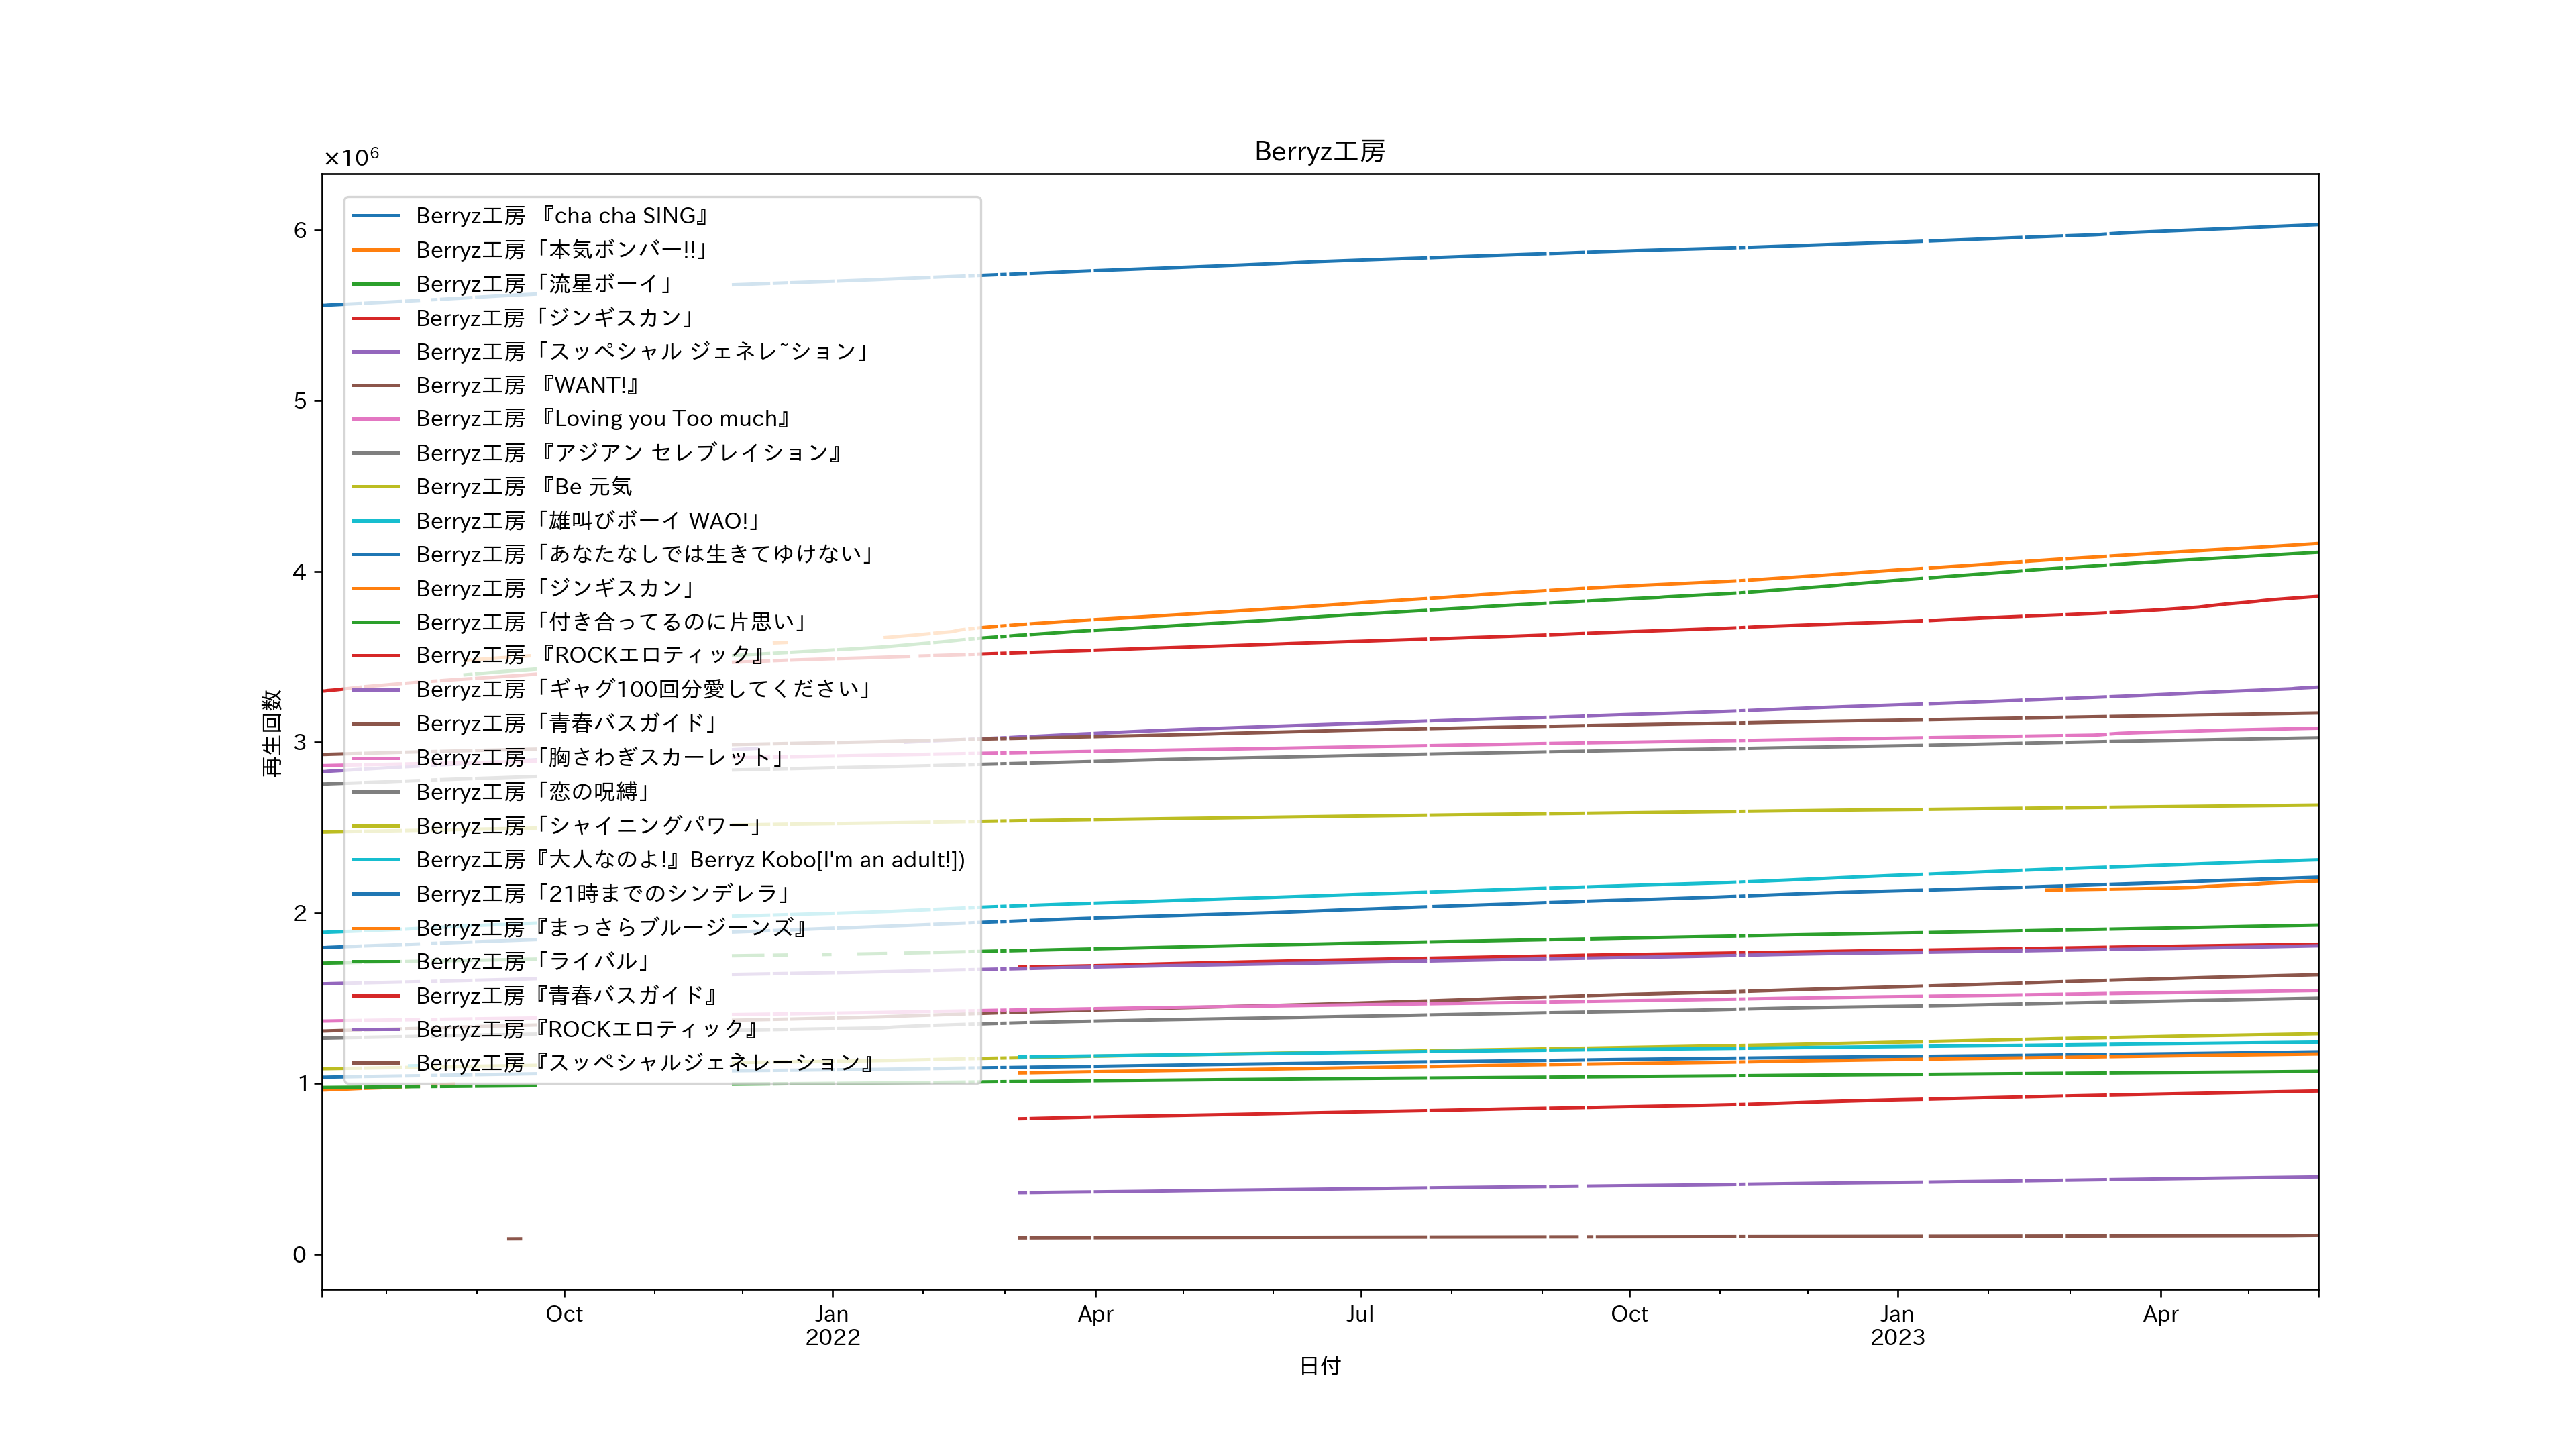 Berryz工房
×10⁶
Berryz工房 『cha cha SING』
Berryz工房「本気ボンバー!!」
Berryz工房「流星ボーイ」
Berryz工房「ジンギスカン」
Berryz工房「スッペシャル ジェネレ~ション」
Berryz工房 『WANT!』
Berryz工房 『Loving you Too much』
Berryz工房 『アジアン セレブレイション』
Berryz工房 『Be 元気
Berryz工房「雄叫びボーイ WAO!」
Berryz工房「あなたなしでは生きてゆけない」
Berryz工房「ジンギスカン」
Berryz工房「付き合ってるのに片思い」
Berryz工房 『ROCKエロティック』
Berryz工房「ギャグ100回分愛してください」
Berryz工房「青春バスガイド」
Berryz工房「胸さわぎスカーレット」
Berryz工房「恋の呪縛」
Berryz工房「シャイニングパワー」
Berryz工房『大人なのよ!』Berryz Kobo[I'm an adult!])
Berryz工房「21時までのシンデレラ」
Berryz工房『まっさらブルージーンズ』
Berryz工房「ライバル」
Berryz工房『青春バスガイド』
Berryz工房『ROCKエロティック』
Berryz工房『スッペシャルジェネレーション』
6
5
4
3
2
1
0
再生回数
Oct
Jan
2022
Apr
Jul
Oct
Jan
2023
Apr
日付